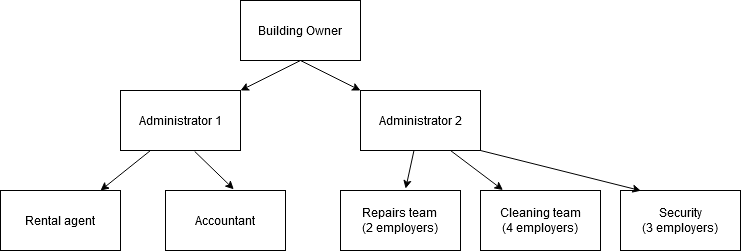 Building Owner
Administrator 1
Administrator 2
Rental agent
Accountant
Repairs team
(2 employers)
Cleaning team
(4 employers)
Security
(3 employers)